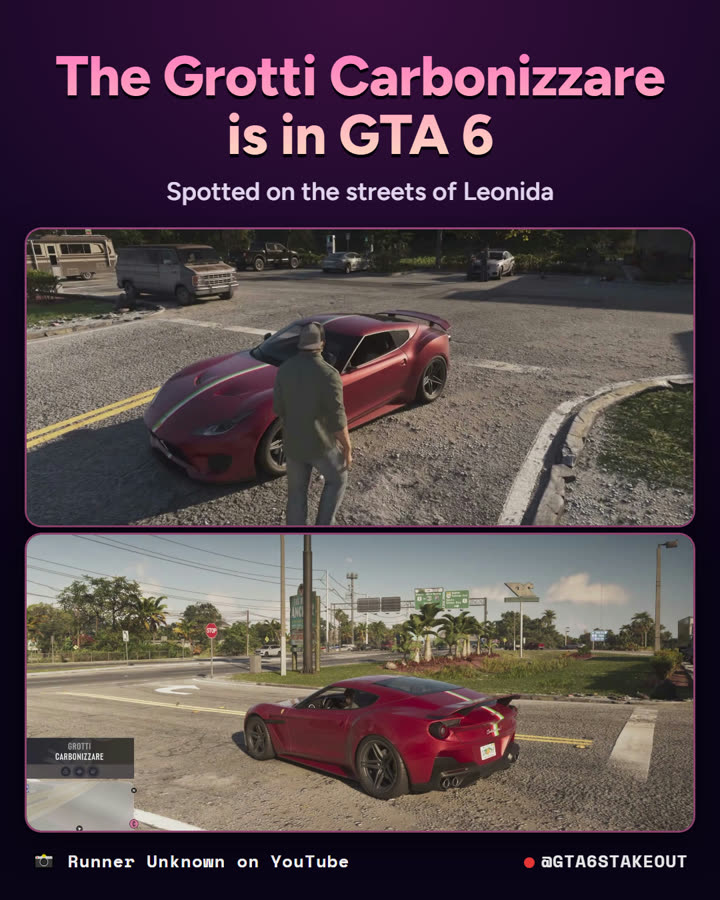 The Grotti Carbonizzare
is in GTA 6
Spotted on the streets of Leonida
STOP
GROTTI
CARBONIZZARE
Runner Unknown on YouTube
@GTA6STAKEOUT